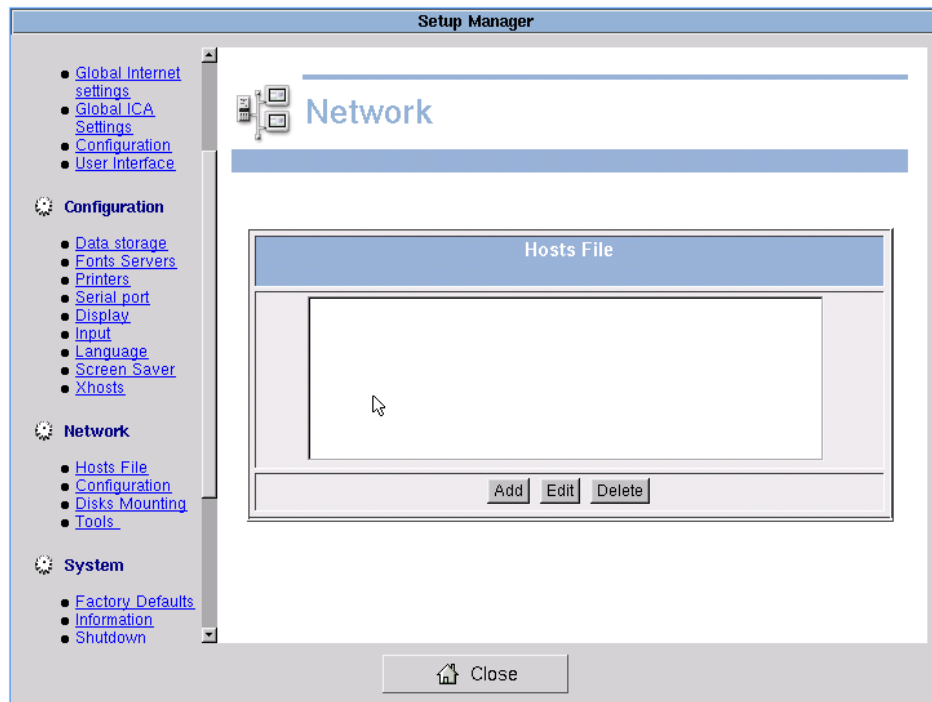 Setup Manager
Global Internet
settings
Global ICA
Settings
Configuration
User Interface
Configuration
Data storage
Fonts Servers
Printers
Serial port
Display
Input
Language
Screen Saver
Xhosts
Network
Hosts File
Configuration
Disks Mounting
Tools
System
Factory Defaults
Information
Shutdown
Network
Hosts File
Add Edit Delete
Close